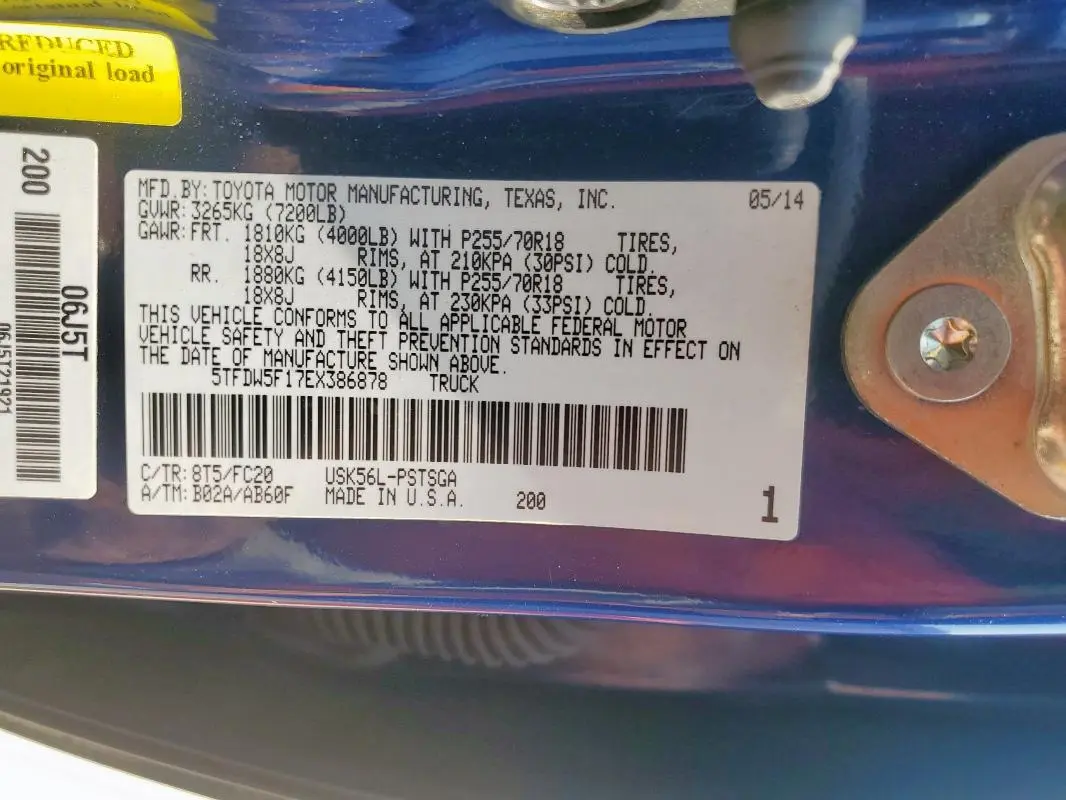 REDUCED
original load
200
06J5T
06J5T21921
MFD.BY: TOYOTA MOTOR MANUFACTURING, TEXAS, INC. 05/14
GVWR: 3265KG (7200LB)
GAWR: FRT. 1810KG (4000LB) WITH P255/70R18 TIRES,
18X8J RIMS, AT 210KPA (30PSI) COLD.
RR. 1880KG (4150LB) WITH P255/70R18 TIRES,
18X8J RIMS, AT 230KPA (33PSI) COLD.
THIS VEHICLE CONFORMS TO ALL APPLICABLE FEDERAL MOTOR
VEHICLE SAFETY AND THEFT PREVENTION STANDARDS IN EFFECT ON
THE DATE OF MANUFACTURE SHOWN ABOVE.
5TFDW5F17EX386878 TRUCK
C/TR: 8T5/FC20 USK56L-PSTSGA
A/TM: B02A/AB60F MADE IN U.S.A. 200
1